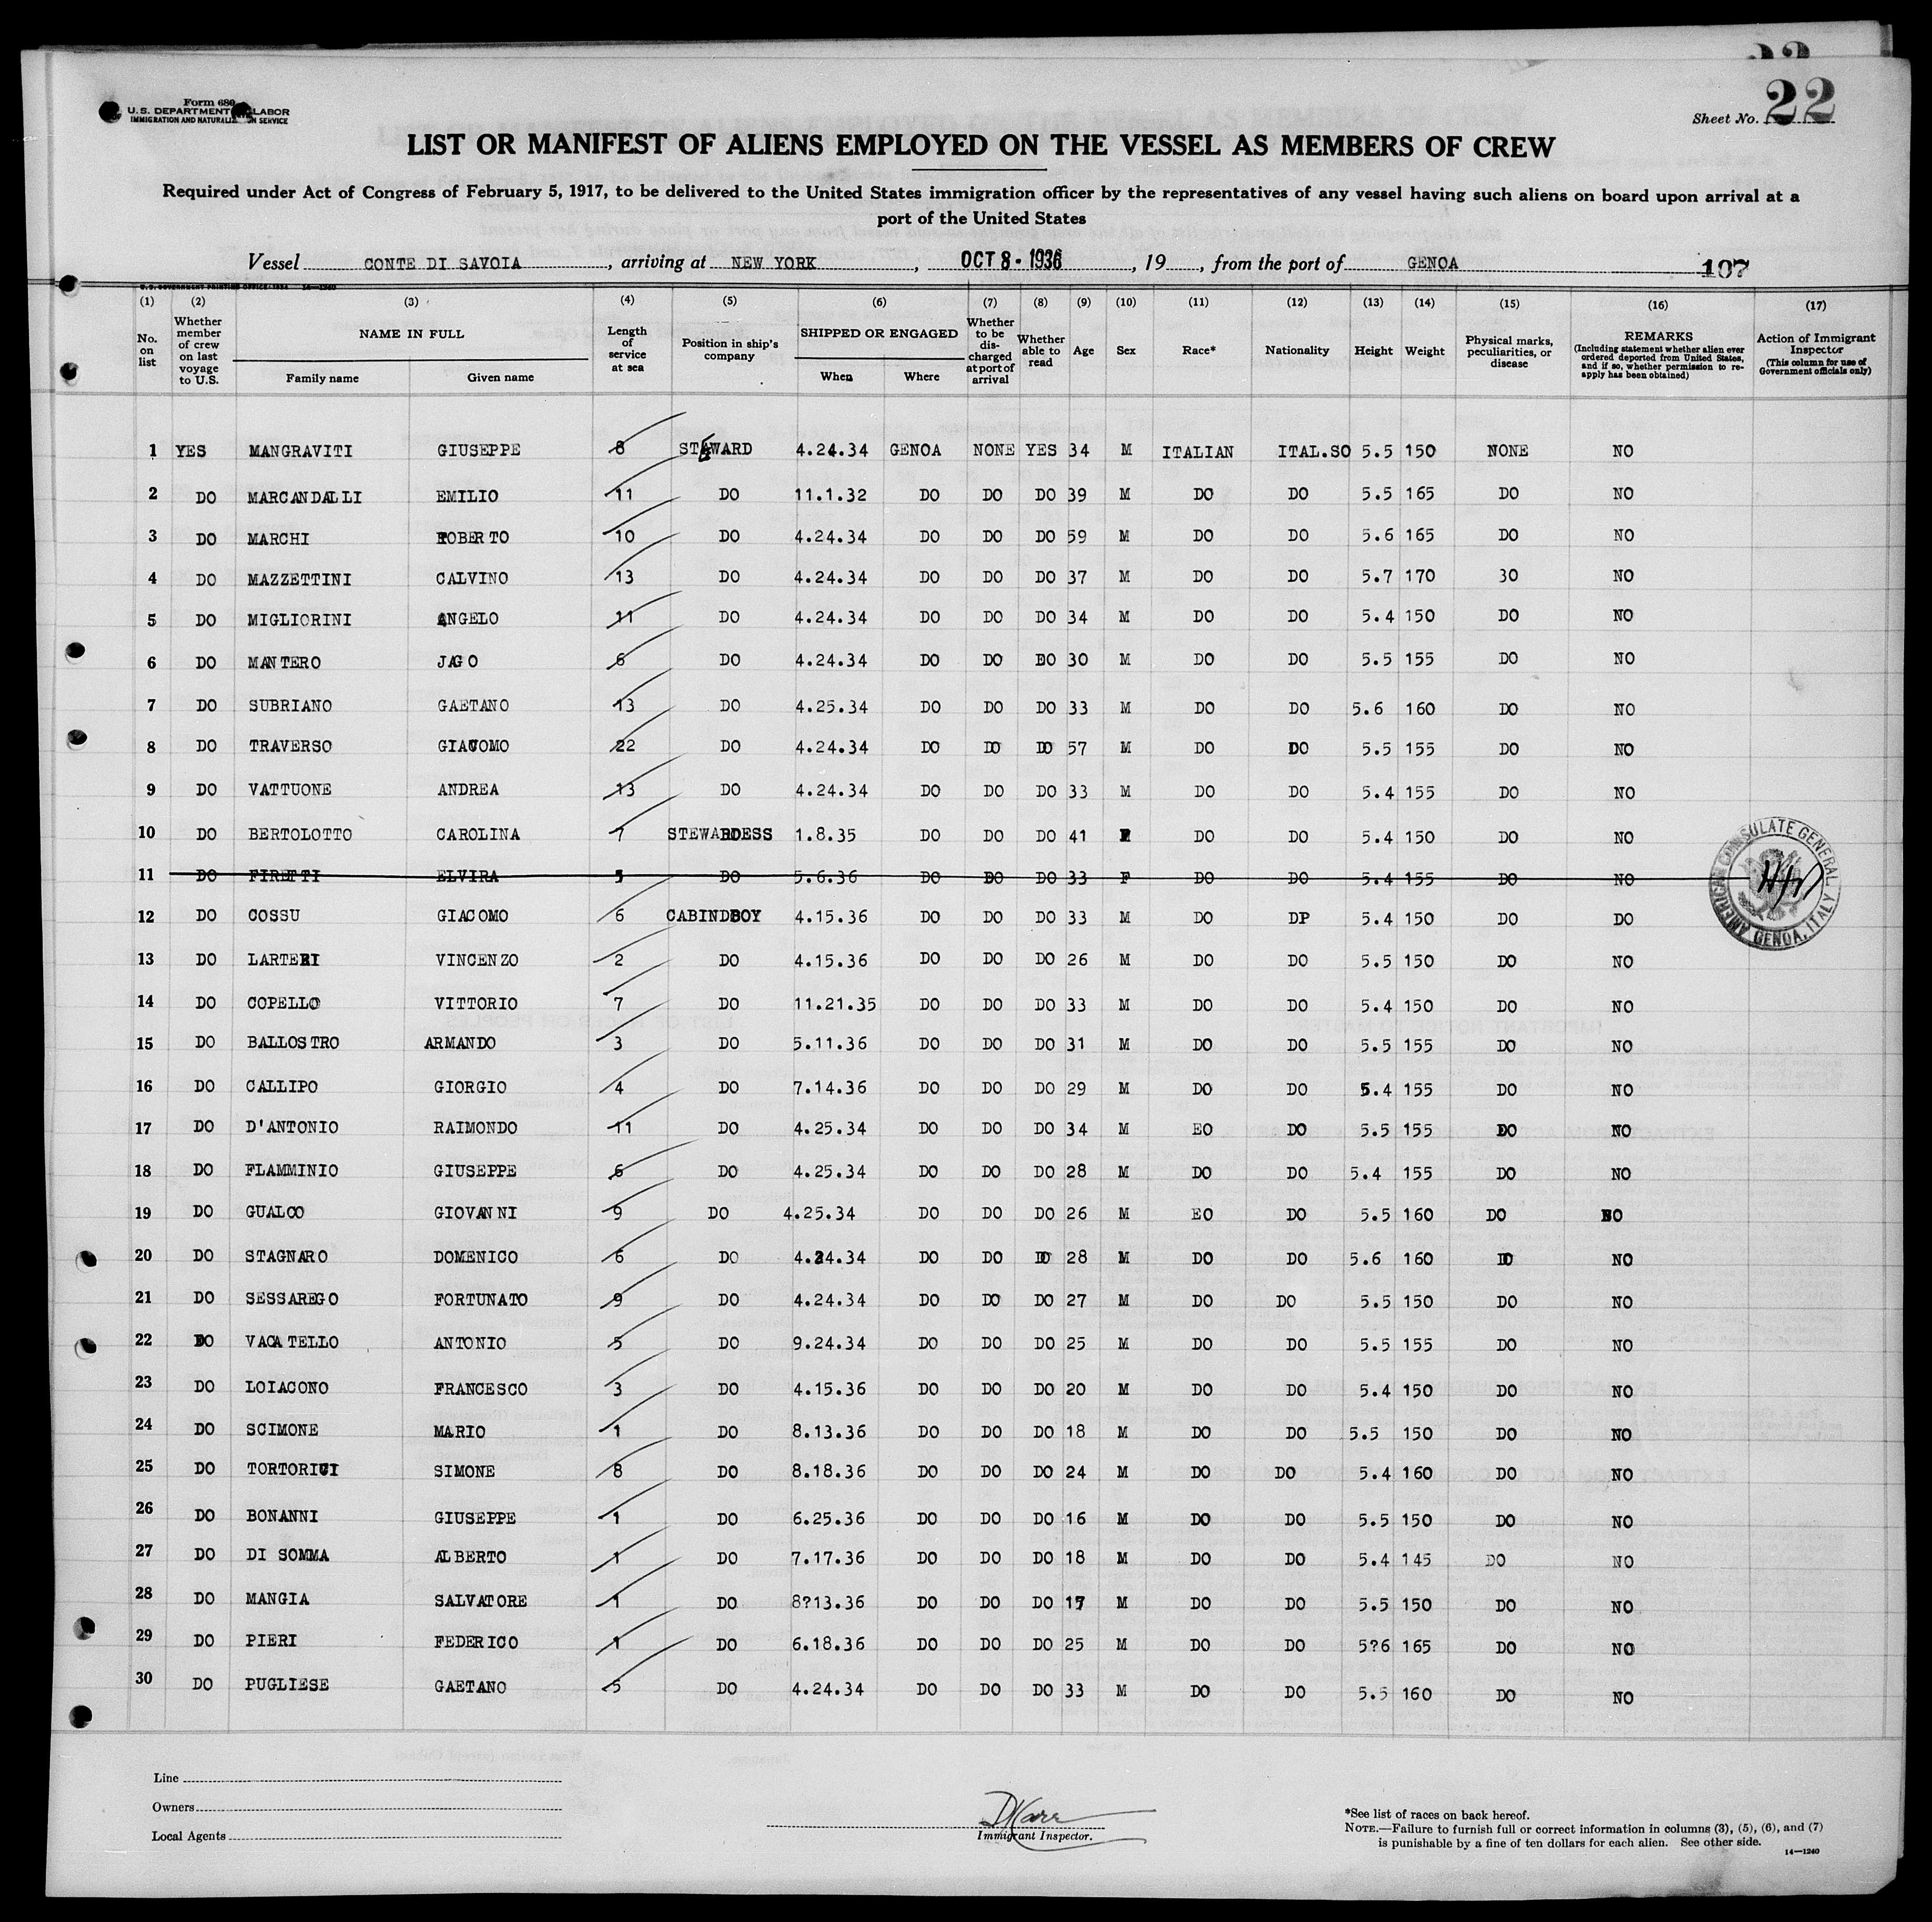 22
Form 680
U. S. DEPARTMENT LABOR
IMMIGRATION AND NATURALIZ ON SERVICE
Sheet No. 22
LIST OR MANIFEST OF ALIENS EMPLOYED ON THE VESSEL AS MEMBERS OF CREW
Required under Act of Congress of February 5, 1917, to be delivered to the United States immigration officer by the representatives of any vessel having such aliens on board upon arrival at a
port of the United States
Vessel CONTE DI SAVOIA, arriving at NEW YORK, OCT 8 - 1936, 19 , from the port of GENOA 107
U. S. GOVERNMENT PRINTING OFFICE: 1934 14—1240
(1) (2) (3) (4) (5) (6) (7) (8) (9) (10) (11) (12) (13) (14) (15) (16) (17)
No. on list
Whether member of crew on last voyage to U.S.
NAME IN FULL
Family name Given name
Length of service at sea
Position in ship's company
SHIPPED OR ENGAGED
When Where
Whether to be discharged at port of arrival
Whether able to read
Age
Sex
Race*
Nationality
Height
Weight
Physical marks, peculiarities, or disease
REMARKS
(Including statement whether alien ever ordered deported from United States, and if so, whether permission to reapply has been obtained)
Action of Immigrant Inspector
(This column for use of Government officials only)
1 YES MANGRAVITI GIUSEPPE 8 STEWARD 4.24.34 GENOA NONE YES 34 M ITALIAN ITAL.SO 5.5 150 NONE NO
2 DO MARCANDALLI EMILIO 11 DO 11.1.32 DO DO DO 39 M DO DO 5.5 165 DO NO
3 DO MARCHI ROBERTO 10 DO 4.24.34 DO DO DO 59 M DO DO 5.6 165 DO NO
4 DO MAZZETTINI CALVINO 13 DO 4.24.34 DO DO DO 37 M DO DO 5.7 170 30 NO
5 DO MIGLIORINI ANGELO 11 DO 4.24.34 DO DO DO 34 M DO DO 5.4 150 DO NO
6 DO MANTERO JAGO 6 DO 4.24.34 DO DO DO 30 M DO DO 5.5 155 DO NO
7 DO SUBRIANO GAETANO 13 DO 4.25.34 DO DO DO 33 M DO DO 5.6 160 DO NO
8 DO TRAVERSO GIACOMO 22 DO 4.24.34 DO DO DO 57 M DO DO 5.5 155 DO NO
9 DO VATTUONE ANDREA 13 DO 4.24.34 DO DO DO 33 M DO DO 5.4 155 DO NO
10 DO BERTOLOTTO CAROLINA 7 STEWARDESS 1.8.35 DO DO DO 41 F DO DO 5.4 150 DO NO
11 DO FIRETTI ELVIRA 5 DO 5.6.36 DO DO DO 33 F DO DO 5.4 155 DO NO
12 DO COSSU GIACOMO 6 CABINDBOY 4.15.36 DO DO DO 33 M DO DP 5.4 150 DO DO
13 DO LARTERI VINCENZO 2 DO 4.15.36 DO DO DO 26 M DO DO 5.5 150 DO NO
14 DO COPELLO VITTORIO 7 DO 11.21.35 DO DO DO 33 M DO DO 5.4 150 DO NO
15 DO BALLOSTRO ARMANDO 3 DO 5.11.36 DO DO DO 31 M DO DO 5.5 155 DO NO
16 DO CALLIPO GIORGIO 4 DO 7.14.36 DO DO DO 29 M DO DO 5.4 155 DO NO
17 DO D'ANTONIO RAIMONDO 11 DO 4.25.34 DO DO DO 34 M EO DO 5.5 155 DO NO
18 DO FLAMMINIO GIUSEPPE 6 DO 4.25.34 DO DO DO 28 M DO DO 5.4 155 DO NO
19 DO GUALCO GIOVANNI 9 DO 4.25.34 DO DO DO 26 M EO DO 5.5 160 DO NO
20 DO STAGNARO DOMENICO 6 DO 4.24.34 DO DO DO 28 M DO DO 5.6 160 DO NO
21 DO SESSAREGO FORTUNATO 9 DO 4.24.34 DO DO DO 27 M DO DO 5.5 150 DO NO
22 DO VACATELLO ANTONIO 5 DO 9.24.34 DO DO DO 25 M DO DO 5.5 155 DO NO
23 DO LOIACONO FRANCESCO 3 DO 4.15.36 DO DO DO 20 M DO DO 5.4 150 DO NO
24 DO SCIMONE MARIO 1 DO 8.13.36 DO DO DO 18 M DO DO 5.5 150 DO NO
25 DO TORTORICI SIMONE 8 DO 8.18.36 DO DO DO 24 M DO DO 5.4 160 DO NO
26 DO BONANNI GIUSEPPE 1 DO 6.25.36 DO DO DO 16 M DO DO 5.5 150 DO NO
27 DO DI SOMMA ALBERTO 1 DO 7.17.36 DO DO DO 18 M DO DO 5.4 145 DO NO
28 DO MANGIA SALVATORE 1 DO 8?13.36 DO DO DO 17 M DO DO 5.5 150 DO NO
29 DO PIERI FEDERICO 1 DO 6.18.36 DO DO DO 25 M DO DO 5?6 165 DO NO
30 DO PUGLIESE GAETANO 5 DO 4.24.34 DO DO DO 33 M DO DO 5.5 160 DO NO
AMERICAN CONSULATE GENERAL GENOA, ITALY
Line
Owners
Local Agents
DKarr
Immigrant Inspector.
*See list of races on back hereof.
NOTE.—Failure to furnish full or correct information in columns (3), (5), (6), and (7)
is punishable by a fine of ten dollars for each alien. See other side.
14—1240